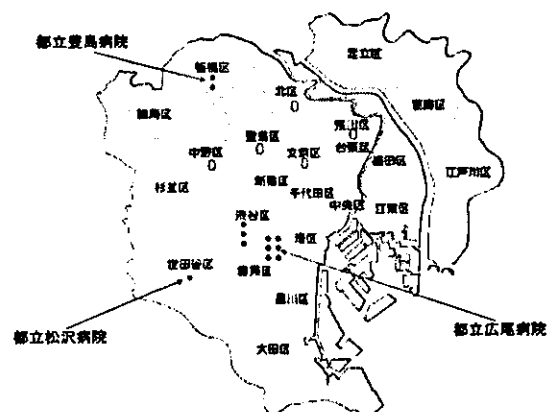 都立豊島病院
足立区
板橋区
北区
葛飾区
練馬区
荒川区
台東区
豊島区
文京区
墨田区
中野区
江戸川区
新宿区
杉並区
千代田区
中央区
江東区
渋谷区
港区
世田谷区
目黒区
品川区
都立松沢病院
都立広尾病院
大田区